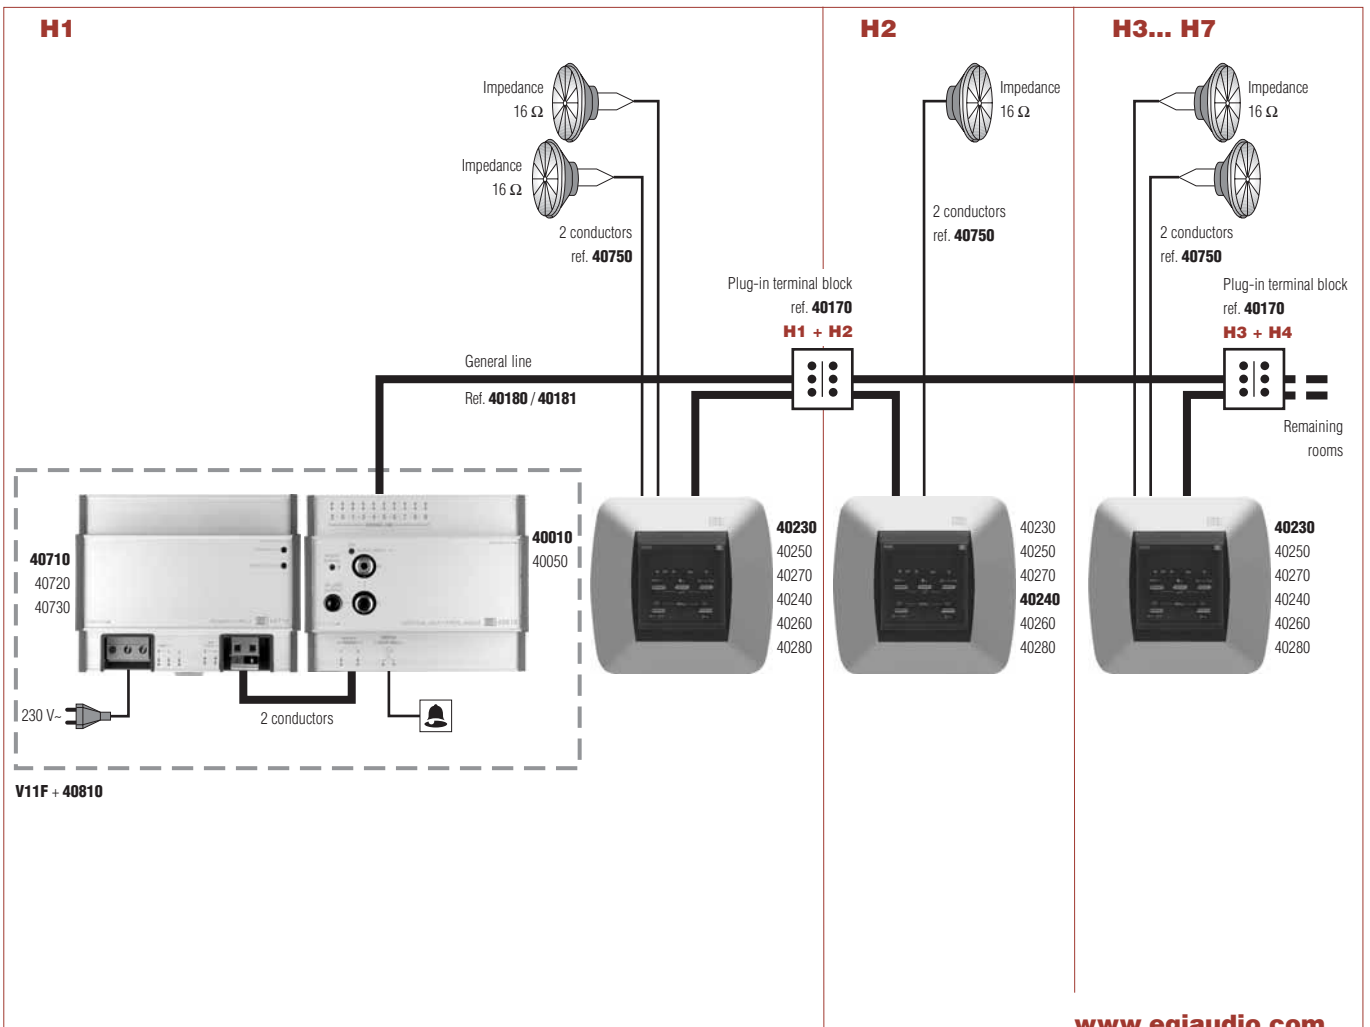 H1
H2
H3... H7
Impedance
16 Ω
Impedance
16 Ω
2 conductors
ref. 40750
Impedance
16 Ω
2 conductors
ref. 40750
Impedance
16 Ω
2 conductors
ref. 40750
Plug-in terminal block
ref. 40170
H1 + H2
Plug-in terminal block
ref. 40170
H3 + H4
General line
Ref. 40180 / 40181
Remaining
rooms
40710
40720
40730
40010
40050
40230
40250
40270
40240
40260
40280
40230
40250
40270
40240
40260
40280
40230
40250
40270
40240
40260
40280
230 V~
2 conductors
V11F + 40810
www.egiaudio.com